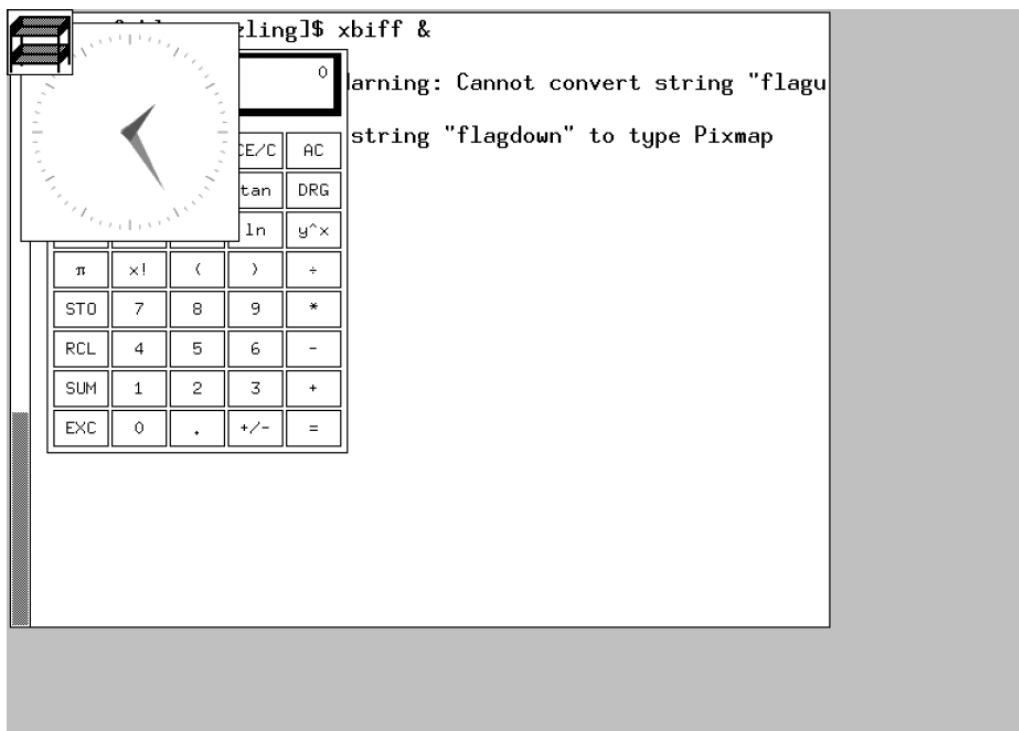 zling]$ xbiff &
0
arning: Cannot convert string "flagu
string "flagdown" to type Pixmap
CE/C AC
tan DRG
ln y^x
π x! ( ) ÷
STO 7 8 9 *
RCL 4 5 6 -
SUM 1 2 3 +
EXC 0 . +/- =